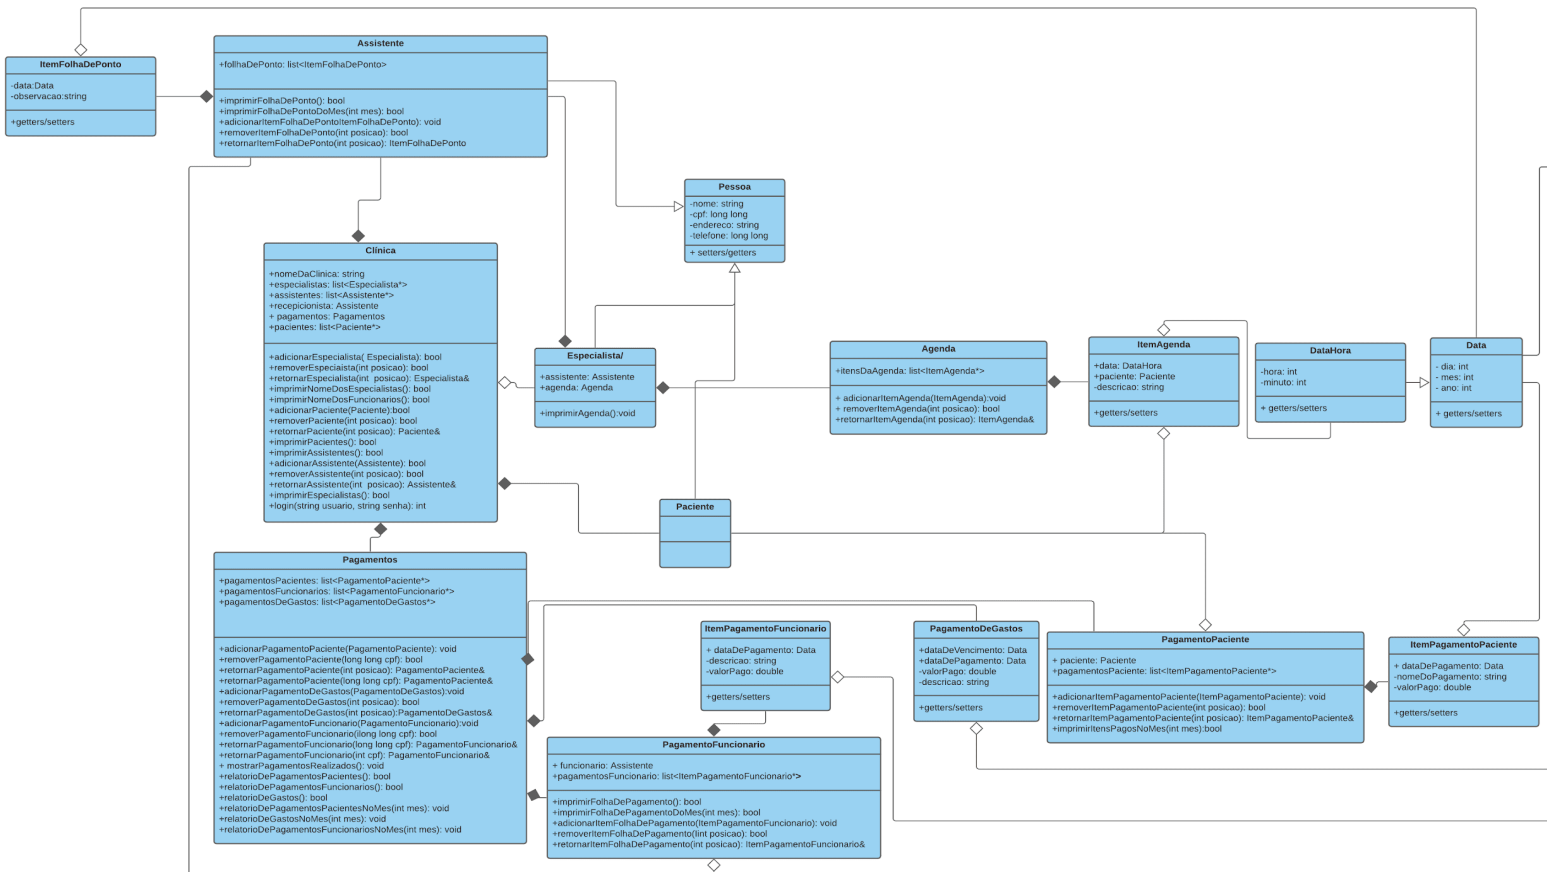 ItemFolhaDePonto
-data:Data
-observacao:string
+getters/setters
Assistente
+follhaDePonto: list<ItemFolhaDePonto>
+imprimirFolhaDePonto(): bool
+imprimirFolhaDePontoDoMes(int mes): bool
+adicionarItemFolhaDePontoItemFolhaDePonto): void
+removerItemFolhaDePonto(int posicao): bool
+retornarItemFolhaDePonto(int posicao): ItemFolhaDePonto
Pessoa
-nome: string
-cpf: long long
-endereco: string
-telefone: long long
+ setters/getters
Clínica
+nomeDaClinica: string
+especialistas: list<Especialista*>
+assistentes: list<Assistente*>
+recepicionista: Assistente
+ pagamentos: Pagamentos
+pacientes: list<Paciente*>
+adicionarEspecialista( Especialista): bool
+removerEspeciaista(int posicao): bool
+retornarEspecialista(int  posicao): Especialista&
+imprimirNomeDosEspecialistas(): bool
+imprimirNomeDosFuncionarios(): bool
+adicionarPaciente(Paciente):bool
+removerPaciente(int posicao): bool
+retornarPaciente(int posicao): Paciente&
+imprimirPacientes(): bool
+imprimirAssistentes(): bool
+adicionarAssistente(Assistente): bool
+removerAssistente(int posicao): bool
+retornarAssistente(int  posicao): Assistente&
+imprimirEspecialistas(): bool
+login(string usuario, string senha): int
Especialista/
+assistente: Assistente
+agenda: Agenda
+imprimirAgenda():void
Agenda
+itensDaAgenda: list<ItemAgenda*>
+ adicionarItemAgenda(ItemAgenda):void
+ removerItemAgenda(int posicao): bool
+retornarItemAgenda(int posicao): ItemAgenda&
ItemAgenda
+data: DataHora
+paciente: Paciente
-descricao: string
+getters/setters
DataHora
-hora: int
-minuto: int
+ getters/setters
Data
- dia: int
- mes: int
- ano: int
+ getters/setters
Paciente
Pagamentos
+pagamentosPacientes: list<PagamentoPaciente*>
+pagamentosFuncionarios: list<PagamentoFuncionario*>
+pagamentosDeGastos: list<PagamentoDeGastos*>
+adicionarPagamentoPaciente(PagamentoPaciente): void
+removerPagamentoPaciente(long long cpf): bool
+retornarPagamentoPaciente(int posicao): PagamentoPaciente&
+retornarPagamentoPaciente(long long cpf): PagamentoPaciente&
+adicionarPagamentoDeGastos(PagamentoDeGastos):void
+removerPagamentoDeGastos(int posicao): bool
+retornarPagamentoDeGastos(int posicao):PagamentoDeGastos&
+adicionarPagamentoFuncionario(PagamentoFuncionario):void
+removerPagamentoFuncionario(ilong long cpf): bool
+retornarPagamentoFuncionario(long long cpf): PagamentoFuncionario&
+retornarPagamentoFuncionario(int cpf): PagamentoFuncionario&
+ mostrarPagamentosRealizados(): void
+relatorioDePagamentosPacientes(): bool
+relatorioDePagamentosFuncionarios(): bool
+relatorioDeGastos(): bool
+relatorioDePagamentosPacientesNoMes(int mes): void
+relatorioDeGastosNoMes(int mes): void
+relatorioDePagamentosFuncionariosNoMes(int mes): void
ItemPagamentoFuncionario
+ dataDePagamento: Data
-descricao: string
-valorPago: double
+getters/setters
PagamentoDeGastos
+dataDeVencimento: Data
+dataDePagamento: Data
-valorPago: double
-descricao: string
+getters/setters
PagamentoPaciente
+ paciente: Paciente
+pagamentosPaciente: list<ItemPagamentoPaciente*>
+adicionarItemPagamentoPaciente(ItemPagamentoPaciente): void
+removerItemPagamentoPaciente(int posicao): bool
+retornarItemPagamentoPaciente(int posicao): ItemPagamentoPaciente&
+imprimirItensPagosNoMes(int mes):bool
ItemPagamentoPaciente
+ dataDePagamento: Data
-nomeDoPagamento: string
-valorPago: double
+getters/setters
PagamentoFuncionario
+ funcionario: Assistente
+pagamentosFuncionario: list<ItemPagamentoFuncionario*>
+imprimirFolhaDePagamento(): bool
+imprimirFolhaDePagamentoDoMes(int mes): bool
+adicionarItemFolhaDePagamento(ItemPagamentoFuncionario): void
+removerItemFolhaDePagamento(Iint posicao): bool
+retornarItemFolhaDePagamento(int posicao): ItemPagamentoFuncionario&